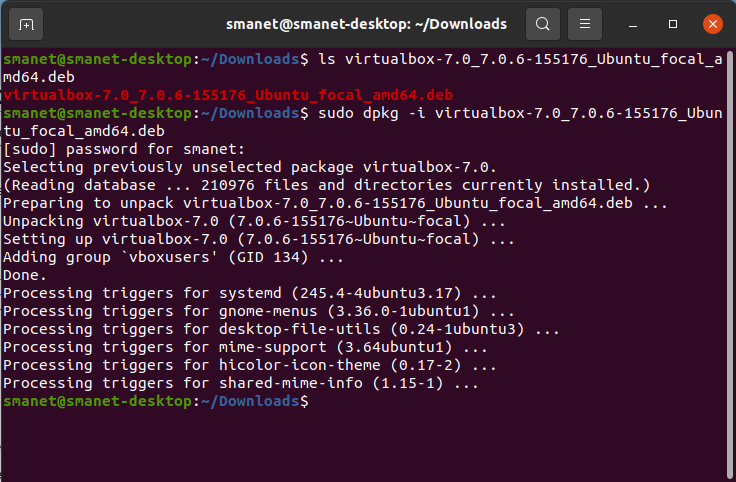 smanet@smanet-desktop: ~/Downloads
smanet@smanet-desktop:~/Downloads$ ls virtualbox-7.0_7.0.6-155176_Ubuntu_focal_a
md64.deb
virtualbox-7.0_7.0.6-155176_Ubuntu_focal_amd64.deb
smanet@smanet-desktop:~/Downloads$ sudo dpkg -i virtualbox-7.0_7.0.6-155176_Ubun
tu_focal_amd64.deb
[sudo] password for smanet:
Selecting previously unselected package virtualbox-7.0.
(Reading database ... 210976 files and directories currently installed.)
Preparing to unpack virtualbox-7.0_7.0.6-155176_Ubuntu_focal_amd64.deb ...
Unpacking virtualbox-7.0 (7.0.6-155176~Ubuntu~focal) ...
Setting up virtualbox-7.0 (7.0.6-155176~Ubuntu~focal) ...
Adding group `vboxusers' (GID 134) ...
Done.
Processing triggers for systemd (245.4-4ubuntu3.17) ...
Processing triggers for gnome-menus (3.36.0-1ubuntu1) ...
Processing triggers for desktop-file-utils (0.24-1ubuntu3) ...
Processing triggers for mime-support (3.64ubuntu1) ...
Processing triggers for hicolor-icon-theme (0.17-2) ...
Processing triggers for shared-mime-info (1.15-1) ...
smanet@smanet-desktop:~/Downloads$